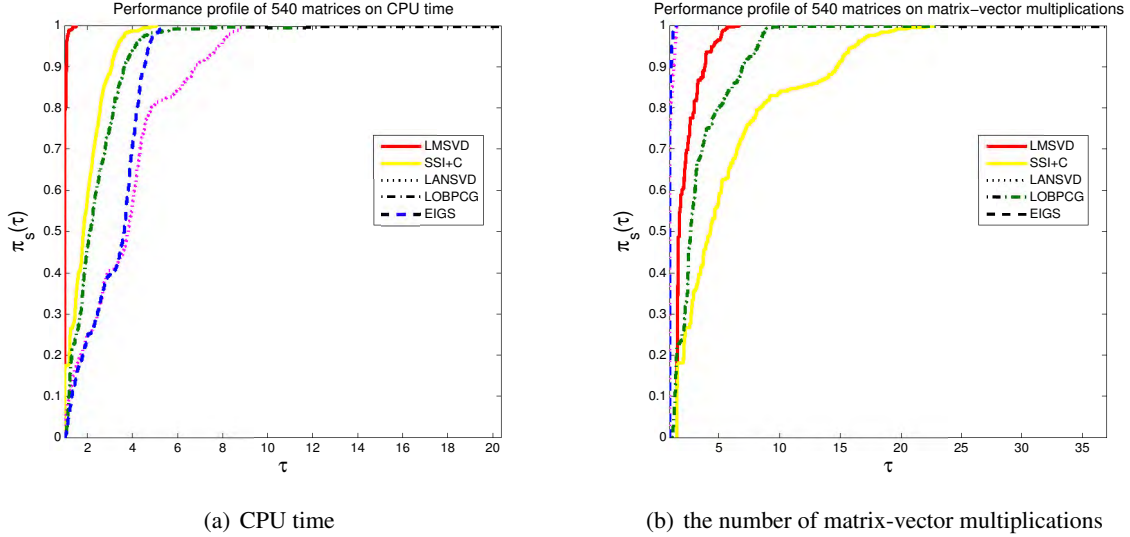 Performance profile of 540 matrices on CPU time
1
0.9
0.8
0.7
0.6
0.5
0.4
0.3
0.2
0.1
0
π_s(τ)
LMSVD
SSI+C
LANSVD
LOBPCG
EIGS
2 4 6 8 10 12 14 16 18 20
τ
(a) CPU time
Performance profile of 540 matrices on matrix−vector multiplications
1
0.9
0.8
0.7
0.6
0.5
0.4
0.3
0.2
0.1
0
π_s(τ)
LMSVD
SSI+C
LANSVD
LOBPCG
EIGS
5 10 15 20 25 30 35
τ
(b) the number of matrix-vector multiplications